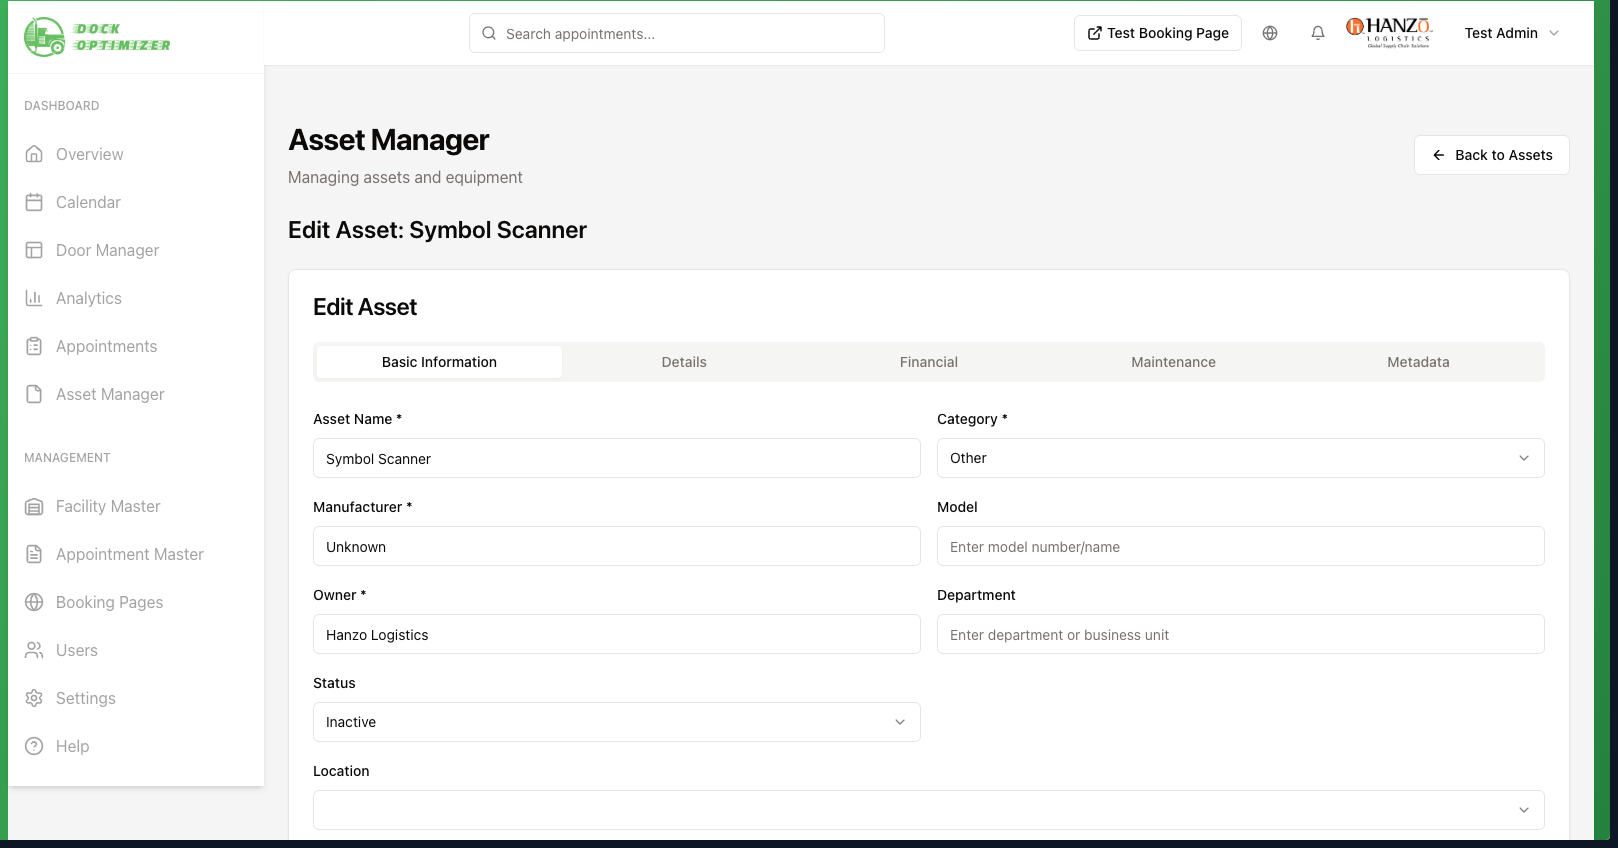 DOCK
OPTIMIZER
Search appointments...
Test Booking Page
HANZO
LOGISTICS
Global Supply Chain Solutions
Test Admin
DASHBOARD
Overview
Calendar
Door Manager
Analytics
Appointments
Asset Manager
MANAGEMENT
Facility Master
Appointment Master
Booking Pages
Users
Settings
Help
Asset Manager
Managing assets and equipment
Back to Assets
Edit Asset: Symbol Scanner
Edit Asset
Basic Information
Details
Financial
Maintenance
Metadata
Asset Name *
Symbol Scanner
Category *
Other
Manufacturer *
Unknown
Model
Enter model number/name
Owner *
Hanzo Logistics
Department
Enter department or business unit
Status
Inactive
Location